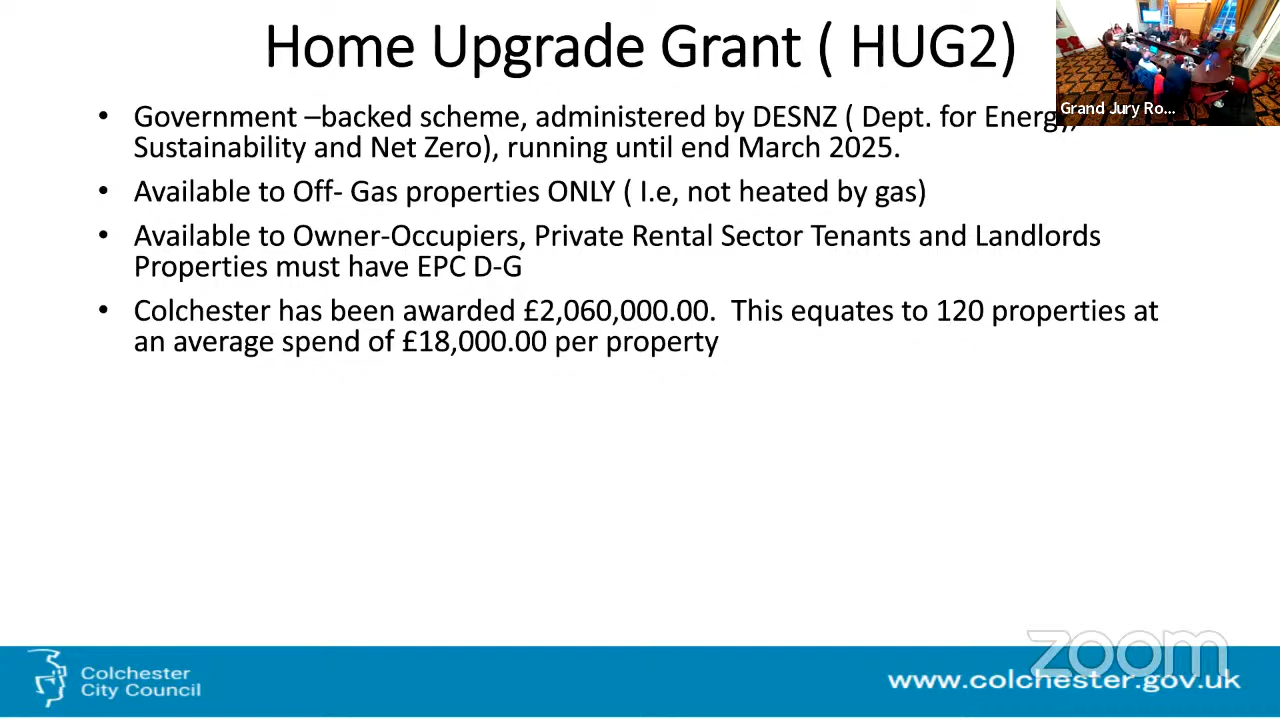 Home Upgrade Grant ( HUG2)
Grand Jury Ro...
• Government –backed scheme, administered by DESNZ ( Dept. for Energy,
Sustainability and Net Zero), running until end March 2025.
• Available to Off- Gas properties ONLY ( I.e, not heated by gas)
• Available to Owner-Occupiers, Private Rental Sector Tenants and Landlords
Properties must have EPC D-G
• Colchester has been awarded £2,060,000.00.  This equates to 120 properties at
an average spend of £18,000.00 per property
zoom
Colchester
City Council
www.colchester.gov.uk